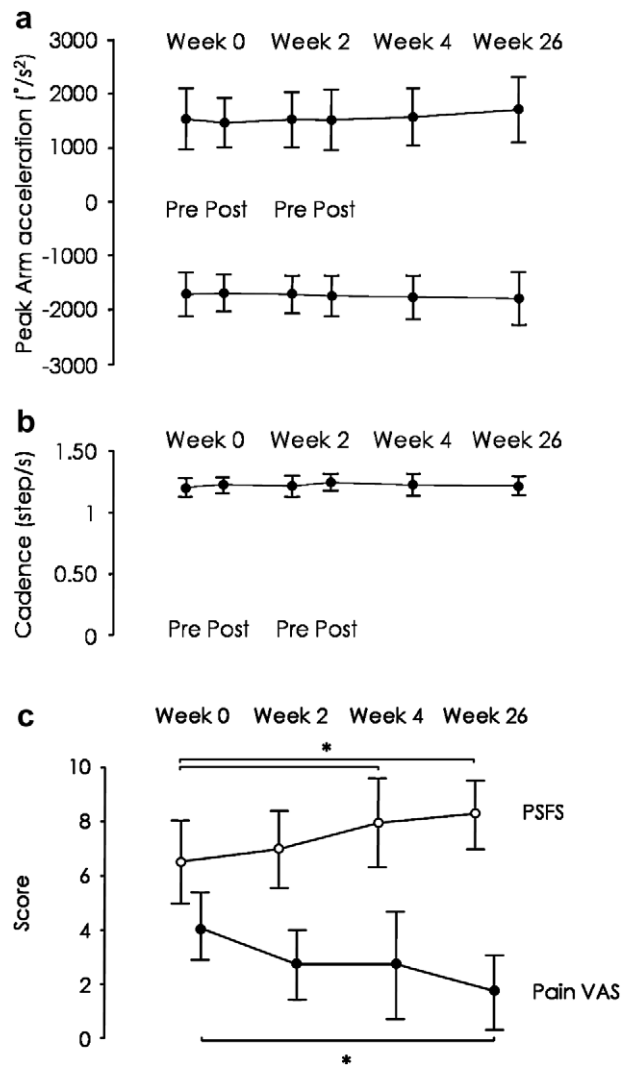 a
Peak Arm acceleration (°/s²)
3000
2000
1000
0
-1000
-2000
-3000
Week 0 Week 2 Week 4 Week 26
Pre Post Pre Post
b
Cadence (step/s)
1.50
1
0.50
0
Week 0 Week 2 Week 4 Week 26
Pre Post Pre Post
c
Week 0 Week 2 Week 4 Week 26
Score
10
8
6
4
2
0
*
PSFS
Pain VAS
*